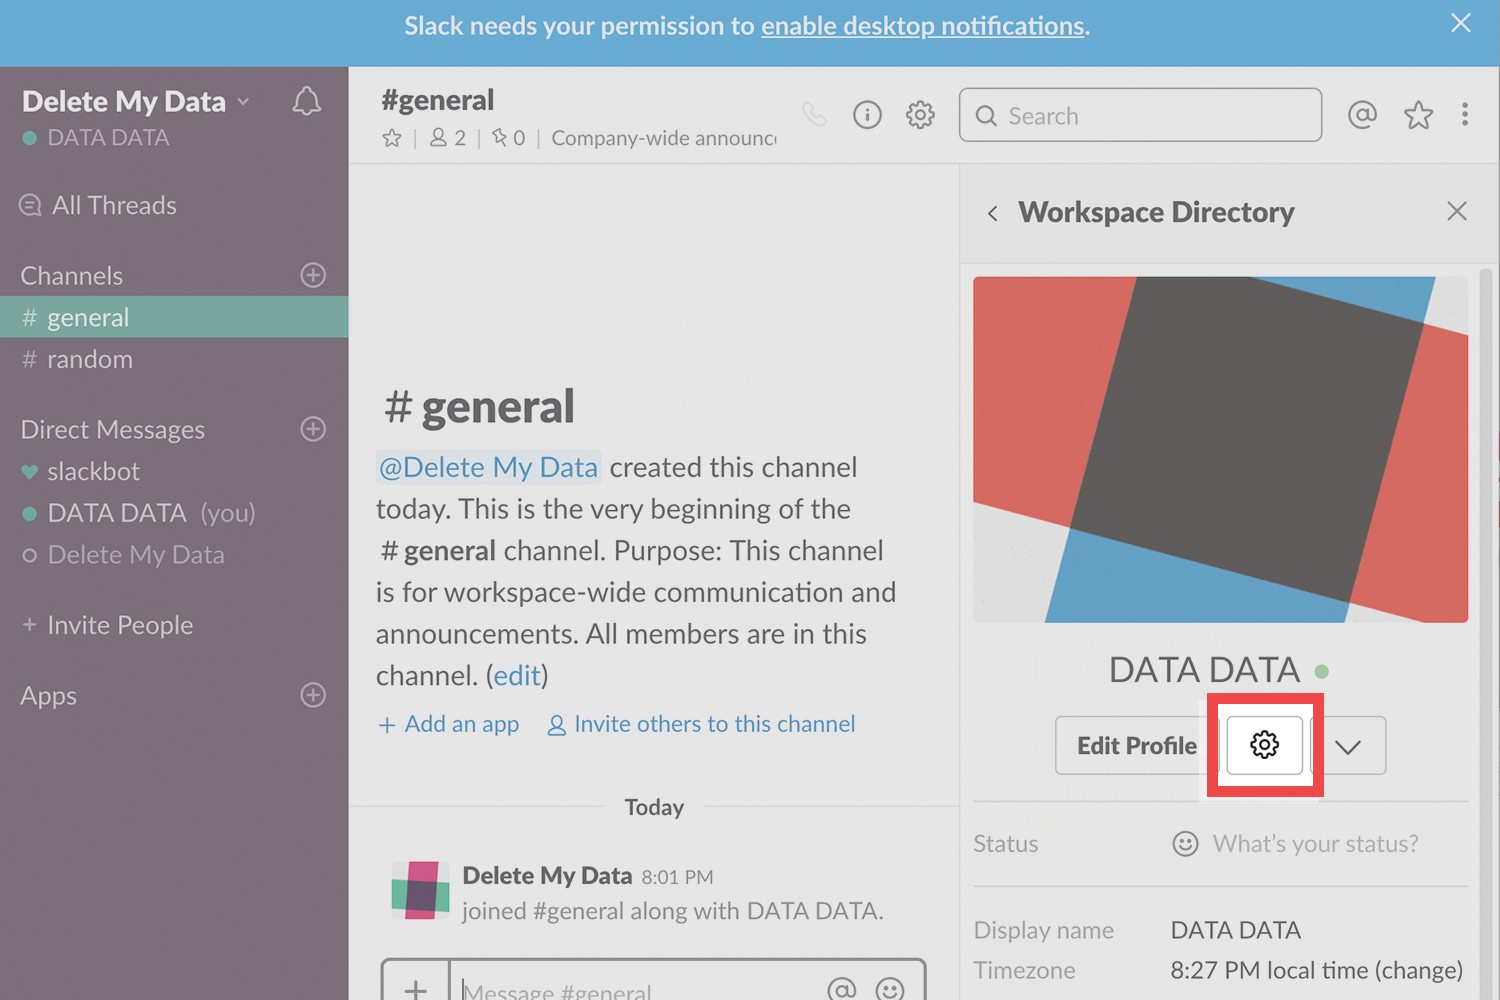 Slack needs your permission to enable desktop notifications.
Delete My Data
DATA DATA
All Threads
Channels
# general
# random
Direct Messages
slackbot
DATA DATA (you)
Delete My Data
+ Invite People
Apps
#general
2 | 0 | Company-wide announc
Search
# general
@Delete My Data created this channel
today. This is the very beginning of the
# general channel. Purpose: This channel
is for workspace-wide communication and
announcements. All members are in this
channel. (edit)
+ Add an app Invite others to this channel
Today
Delete My Data 8:01 PM
joined #general along with DATA DATA.
Message #general
Workspace Directory
DATA DATA
Edit Profile
Status What's your status?
Display name DATA DATA
Timezone 8:27 PM local time (change)